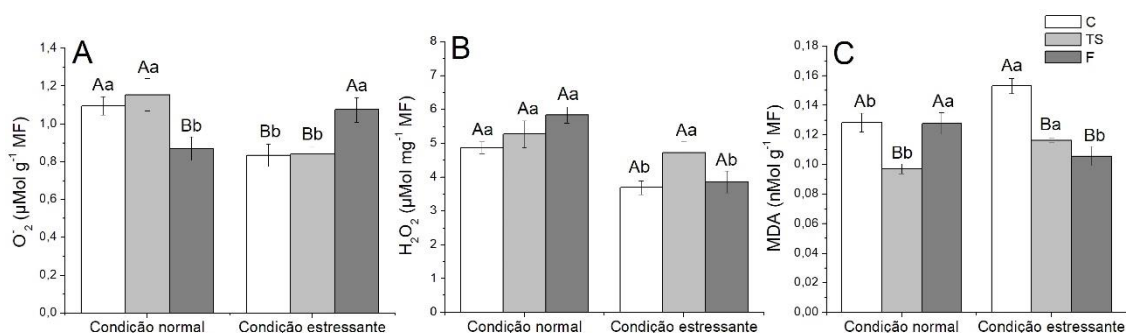 A
O₂⁻ (µMol g⁻¹ MF)
1,4
1,2
1,0
0,8
0,6
0,4
0,2
0,0
Aa
Aa
Bb
Bb
Bb
Aa
Condição normal
Condição estressante
B
H₂O₂ (µMol mg⁻¹ MF)
8
7
6
5
4
3
2
1
0
Aa
Aa
Aa
Ab
Aa
Ab
Condição normal
Condição estressante
C
MDA (nMol g⁻¹ MF)
0,18
0,16
0,14
0,12
0,10
0,08
0,06
0,04
0,02
0,00
Ab
Bb
Aa
Aa
Ba
Bb
Condição normal
Condição estressante
C
TS
F